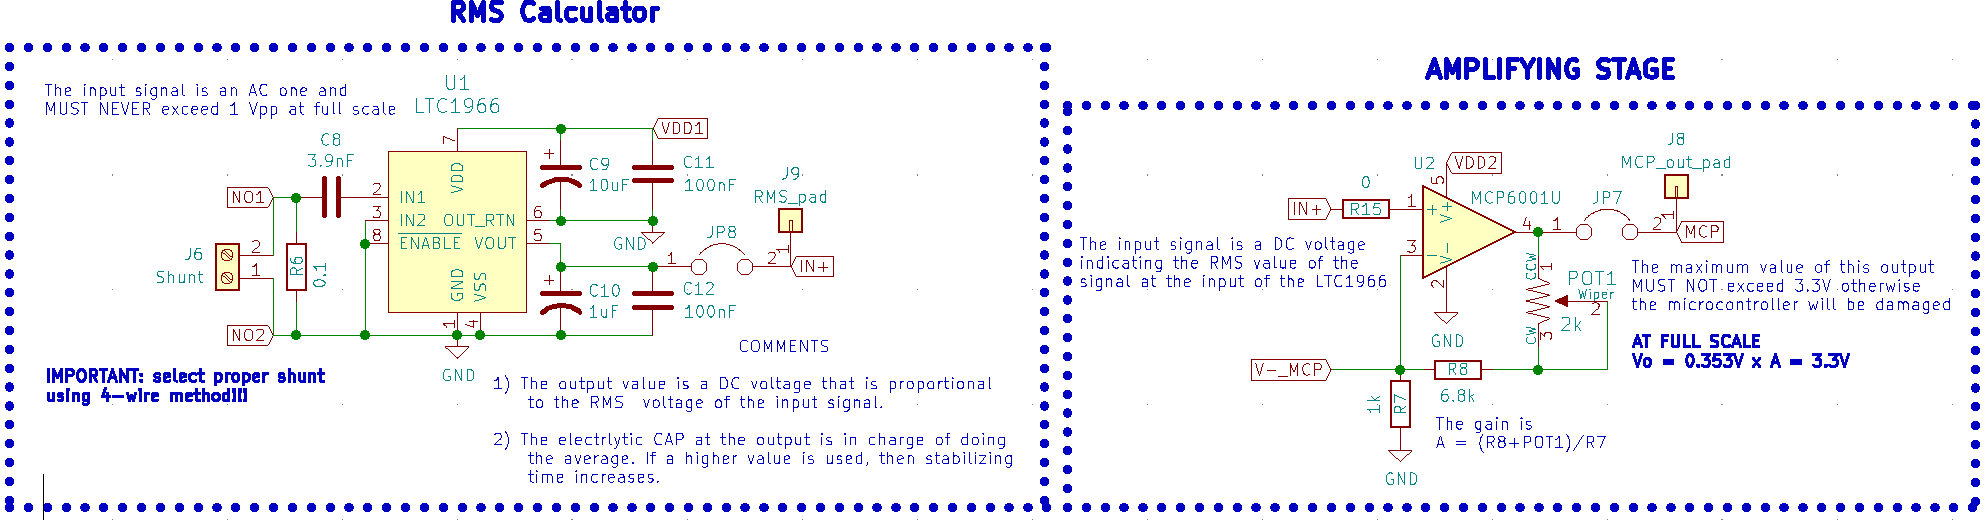 RMS Calculator
The input signal is an AC one and
MUST NEVER exceed 1 Vpp at full scale
U1
LTC1966
C8
3.9nF
7
VDD
VDD1
+
C9
10uF
C11
100nF
J9
RMS_pad
NO1
2
IN1
3
IN2
8
ENABLE
OUT_RTN
6
VOUT
5
GND
JP8
1
2
1
IN+
J6
Shunt
2
1
R6
0.1
GND
VSS
1
4
+
C10
1uF
C12
100nF
NO2
GND
COMMENTS
IMPORTANT: select proper shunt
using 4-wire method!!!
1) The output value is a DC voltage that is proportional
to the RMS voltage of the input signal.
2) The electrlytic CAP at the output is in charge of doing
the average. If a higher value is used, then stabilizing
time increases.
AMPLIFYING STAGE
U2
VDD2
5
MCP6001U
J8
MCP_out_pad
0
IN+
R15
1
+
V+
3
-
V-
2
4
1
JP7
2
1
MCP
The input signal is a DC voltage
indicating the RMS value of the
signal at the input of the LTC1966
GND
CCW
1
POT1
Wiper
2
2k
CW
3
The maximum value of this output
MUST NOT exceed 3.3V otherwise
the microcontroller will be damaged
AT FULL SCALE
Vo = 0.353V x A = 3.3V
V-_MCP
R8
6.8k
1k
R7
The gain is
A = (R8+POT1)/R7
GND